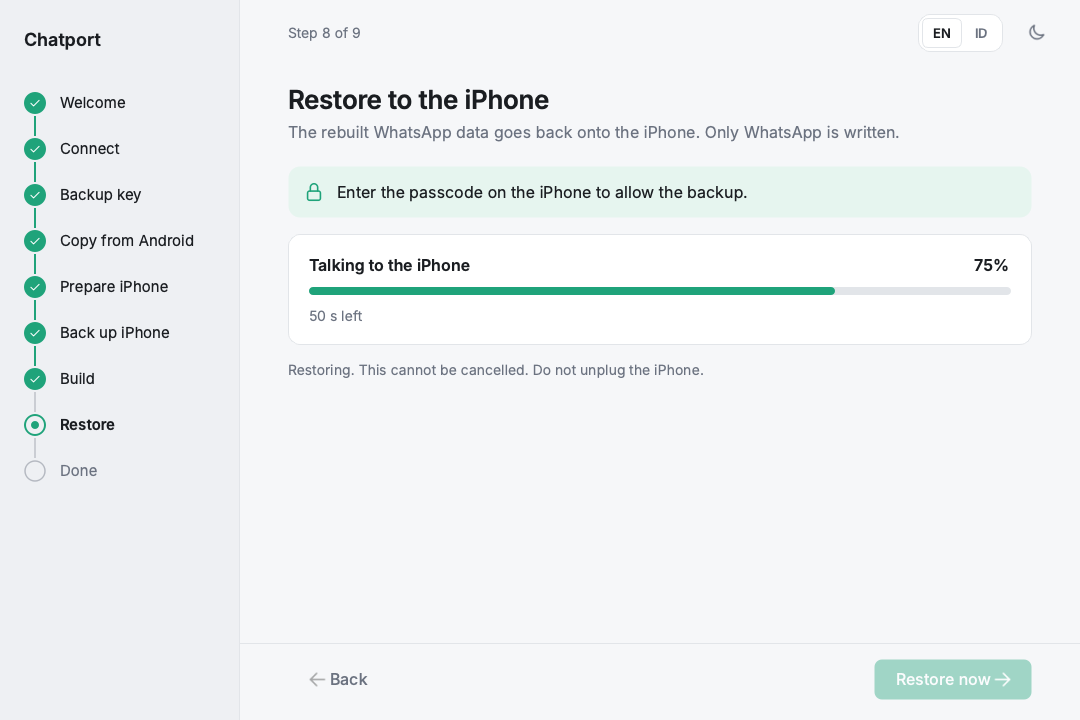 Chatport
Welcome
Connect
Backup key
Copy from Android
Prepare iPhone
Back up iPhone
Build
Restore
Done
Step 8 of 9
EN ID
Restore to the iPhone
The rebuilt WhatsApp data goes back onto the iPhone. Only WhatsApp is written.
Enter the passcode on the iPhone to allow the backup.
Talking to the iPhone 75%
50 s left
Restoring. This cannot be cancelled. Do not unplug the iPhone.
Back
Restore now